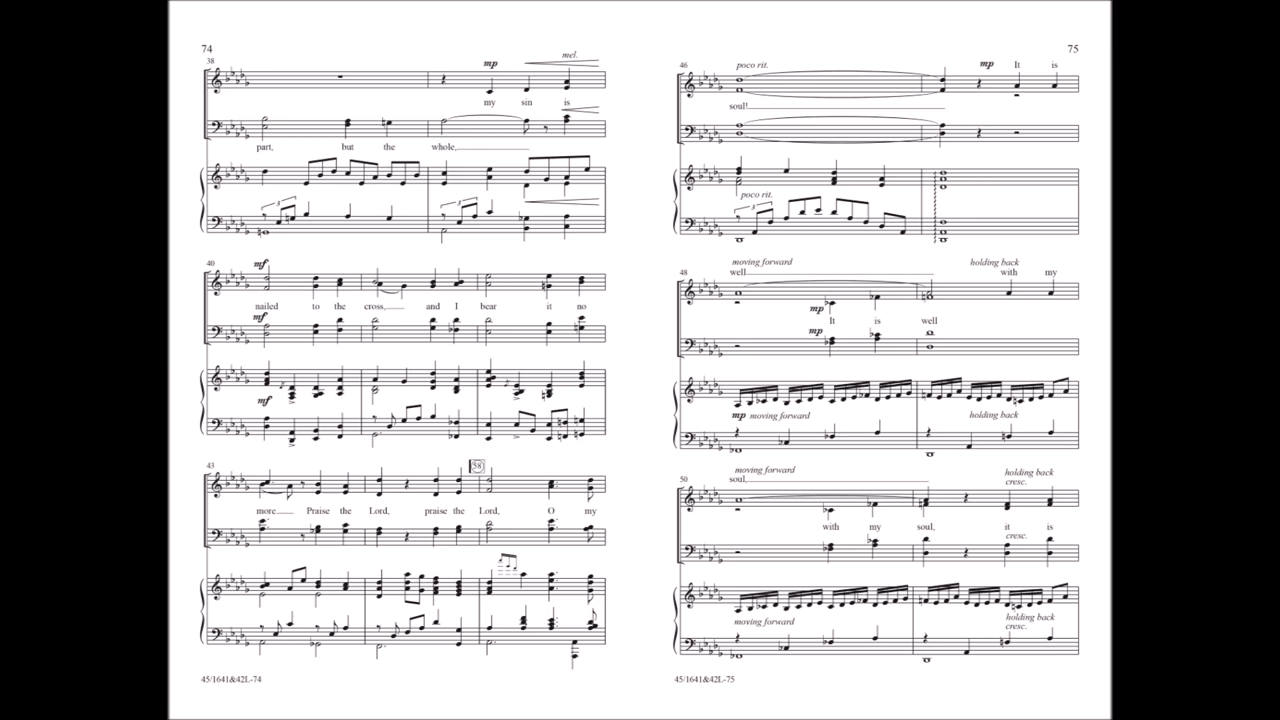 74
38
mel.
mp
my sin is
part, but the whole,
3 3
40
mf
nailed to the cross, and I bear it no
mf
mf
43
58
more. Praise the Lord, praise the Lord, O my
45/1641&42L-74
75
46
poco rit.
mp
It is
soul!
poco rit.
3
48
moving forward
holding back
well with my
mp
It is well
mp
mp moving forward
holding back
50
moving forward
holding back
cresc.
soul,
with my soul, it is
cresc.
moving forward
holding back
cresc.
45/1641&42L-75